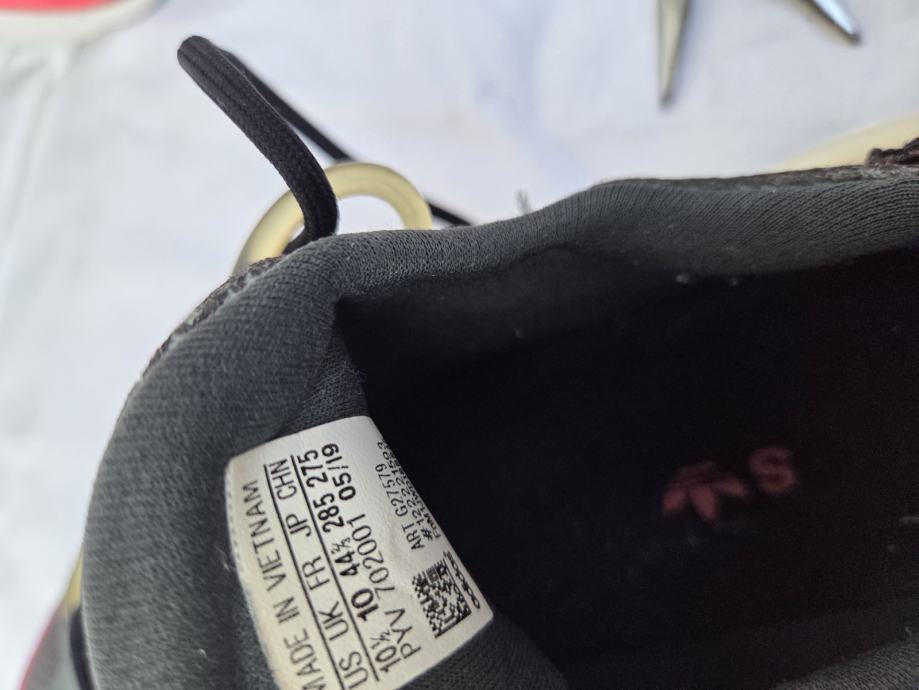 MADE IN VIETNAM
US UK FR JP CHN
10½ 10 44⅔ 285 275
PYV 702001 05/19
ART G27579
adidas
S